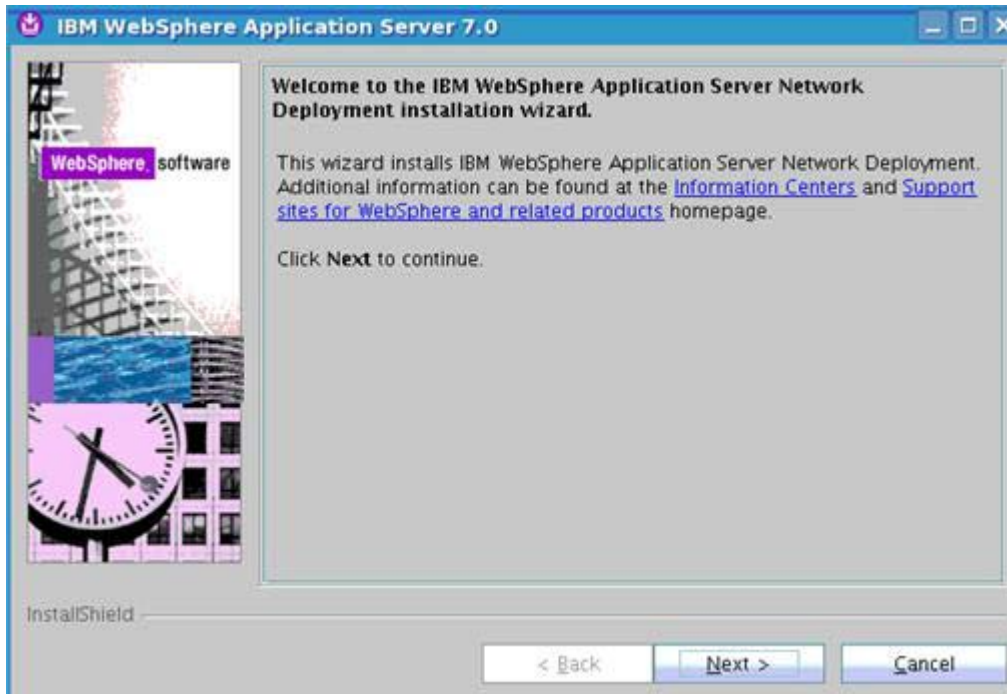 IBM WebSphere Application Server 7.0
WebSphere. software
Welcome to the IBM WebSphere Application Server Network
Deployment installation wizard.
This wizard installs IBM WebSphere Application Server Network Deployment.
Additional information can be found at the Information Centers and Support
sites for WebSphere and related products homepage.
Click Next to continue.
InstallShield
< Back
Next >
Cancel